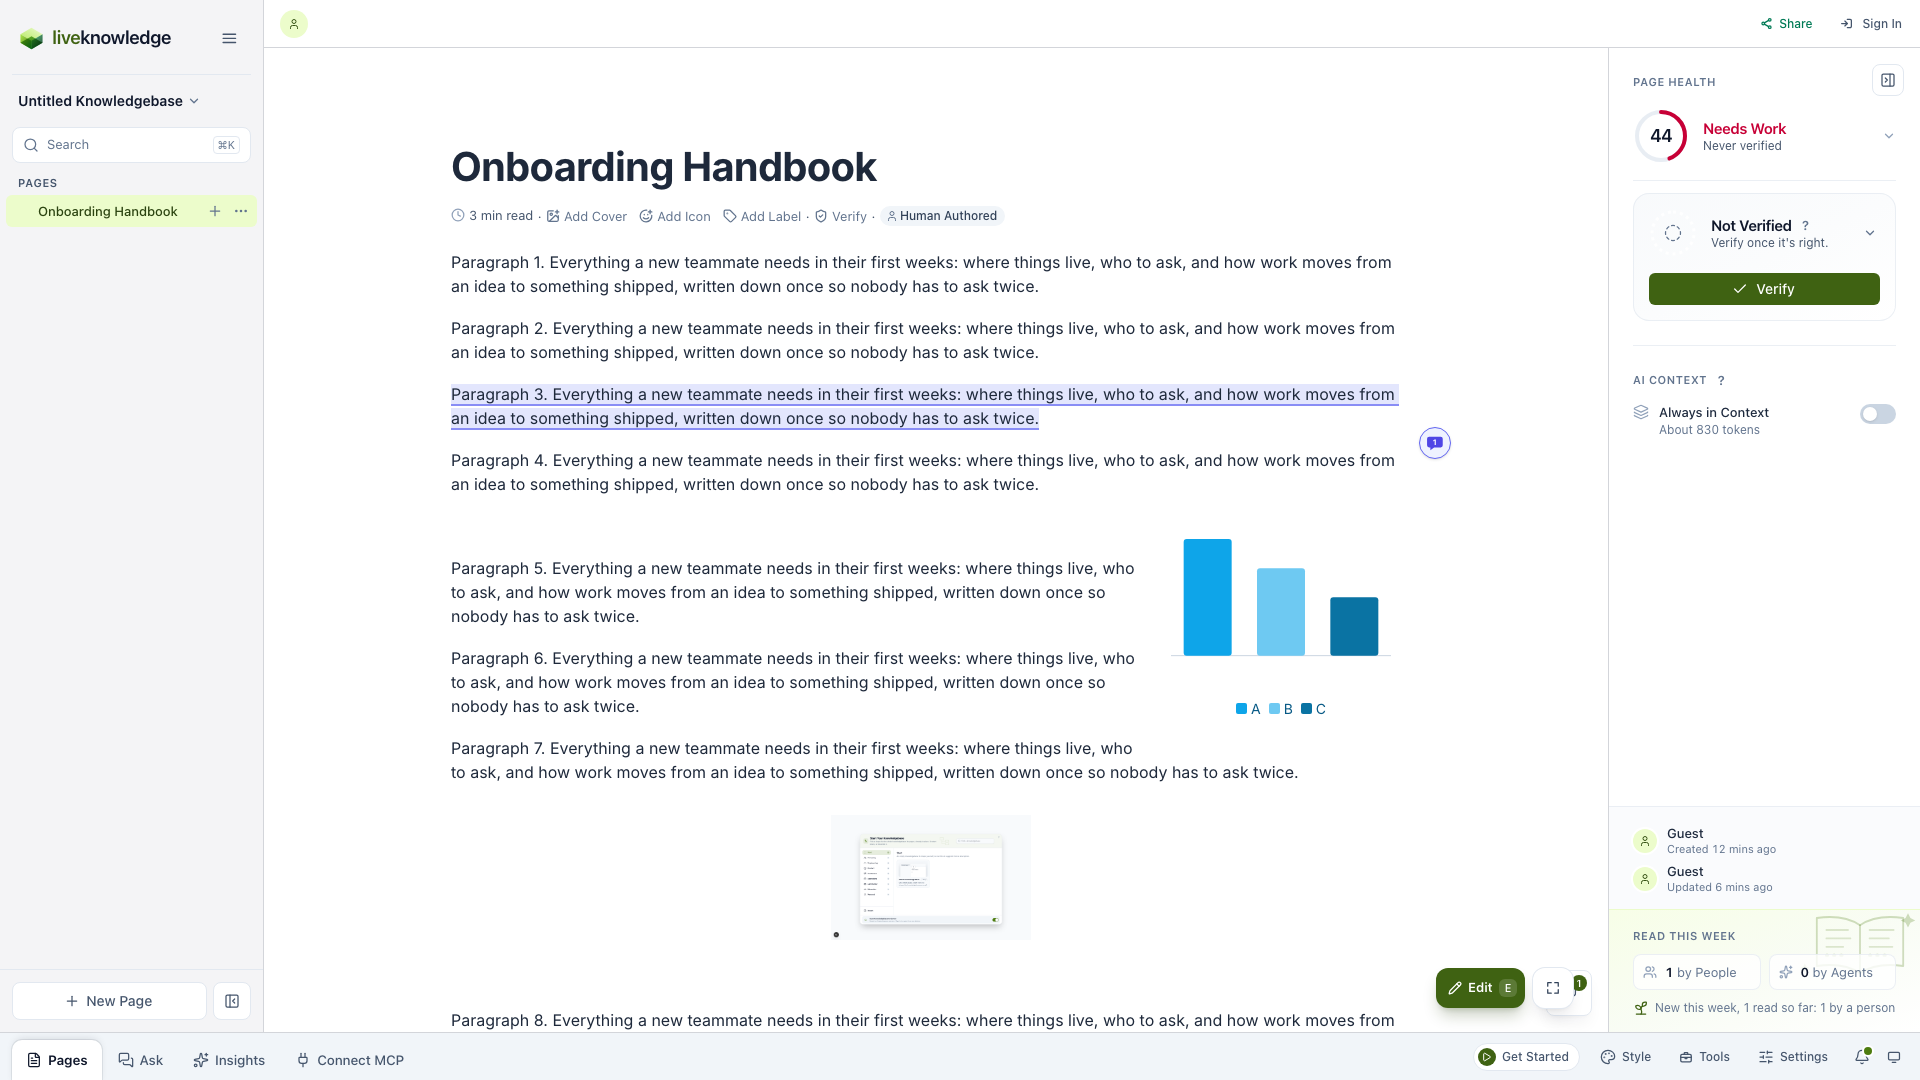 liveknowledge
Share
Sign In
Untitled Knowledgebase
Search
⌘K
PAGES
Onboarding Handbook
New Page
Onboarding Handbook
3 min read · Add Cover Add Icon Add Label · Verify · Human Authored
Paragraph 1. Everything a new teammate needs in their first weeks: where things live, who to ask, and how work moves from
an idea to something shipped, written down once so nobody has to ask twice.
Paragraph 2. Everything a new teammate needs in their first weeks: where things live, who to ask, and how work moves from
an idea to something shipped, written down once so nobody has to ask twice.
Paragraph 3. Everything a new teammate needs in their first weeks: where things live, who to ask, and how work moves from
an idea to something shipped, written down once so nobody has to ask twice.
1
Paragraph 4. Everything a new teammate needs in their first weeks: where things live, who to ask, and how work moves from
an idea to something shipped, written down once so nobody has to ask twice.
Paragraph 5. Everything a new teammate needs in their first weeks: where things live, who
to ask, and how work moves from an idea to something shipped, written down once so
nobody has to ask twice.
Paragraph 6. Everything a new teammate needs in their first weeks: where things live, who
to ask, and how work moves from an idea to something shipped, written down once so
nobody has to ask twice.
A B C
Paragraph 7. Everything a new teammate needs in their first weeks: where things live, who
to ask, and how work moves from an idea to something shipped, written down once so nobody has to ask twice.
Paragraph 8. Everything a new teammate needs in their first weeks: where things live, who to ask, and how work moves from
Edit E
1
PAGE HEALTH
44
Needs Work
Never verified
Not Verified ?
Verify once it's right.
Verify
AI CONTEXT ?
Always in Context
About 830 tokens
Guest
Created 12 mins ago
Guest
Updated 6 mins ago
READ THIS WEEK
1 by People
0 by Agents
New this week, 1 read so far: 1 by a person
Pages
Ask
Insights
Connect MCP
Get Started
Style
Tools
Settings